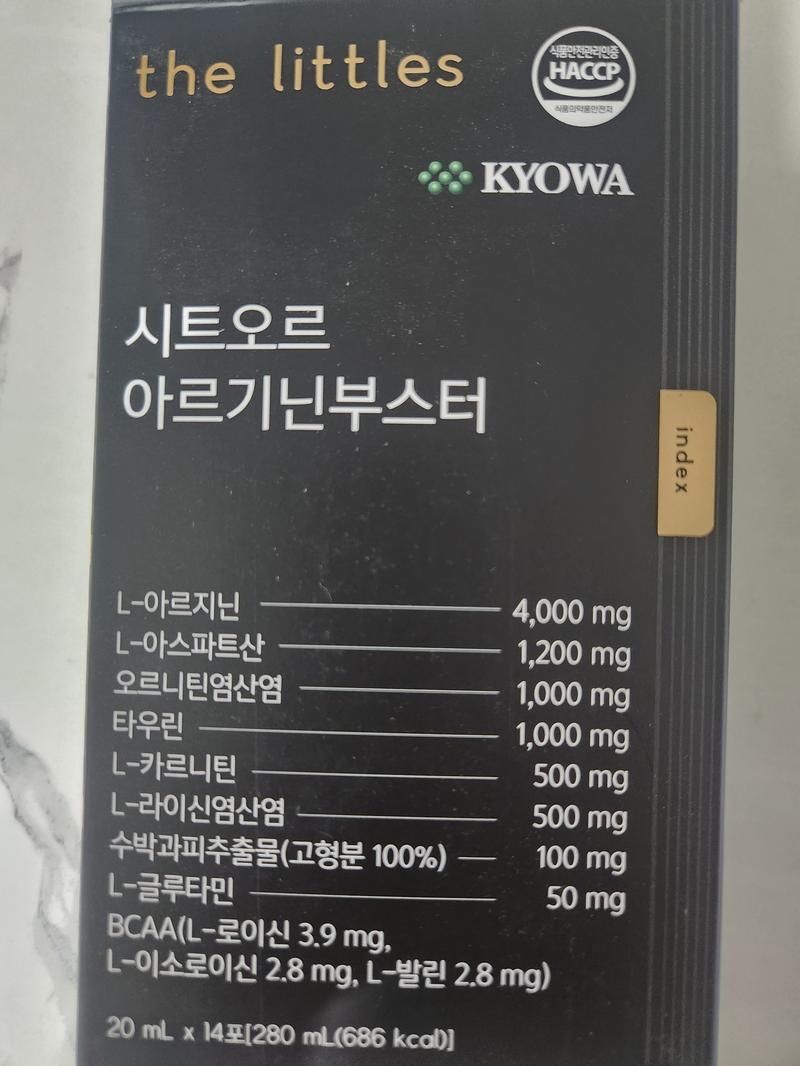 the littles
식품안전관리인증
HACCP
식품의약품안전처
KYOWA
시트오르
아르기닌부스터
index
L-아르지닌 4,000 mg
L-아스파트산 1,200 mg
오르니틴염산염 1,000 mg
타우린 1,000 mg
L-카르니틴 500 mg
L-라이신염산염 500 mg
수박과피추출물(고형분 100%) 100 mg
L-글루타민 50 mg
BCAA(L-로이신 3.9 mg,
L-이소로이신 2.8 mg, L-발린 2.8 mg)
20 mL x 14포[280 mL(686 kcal)]